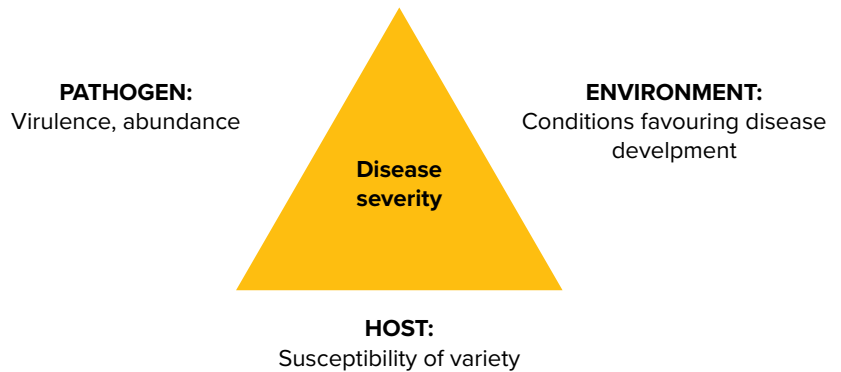 PATHOGEN:
Virulence, abundance
ENVIRONMENT:
Conditions favouring disease
develpment
Disease
severity
HOST:
Susceptibility of variety